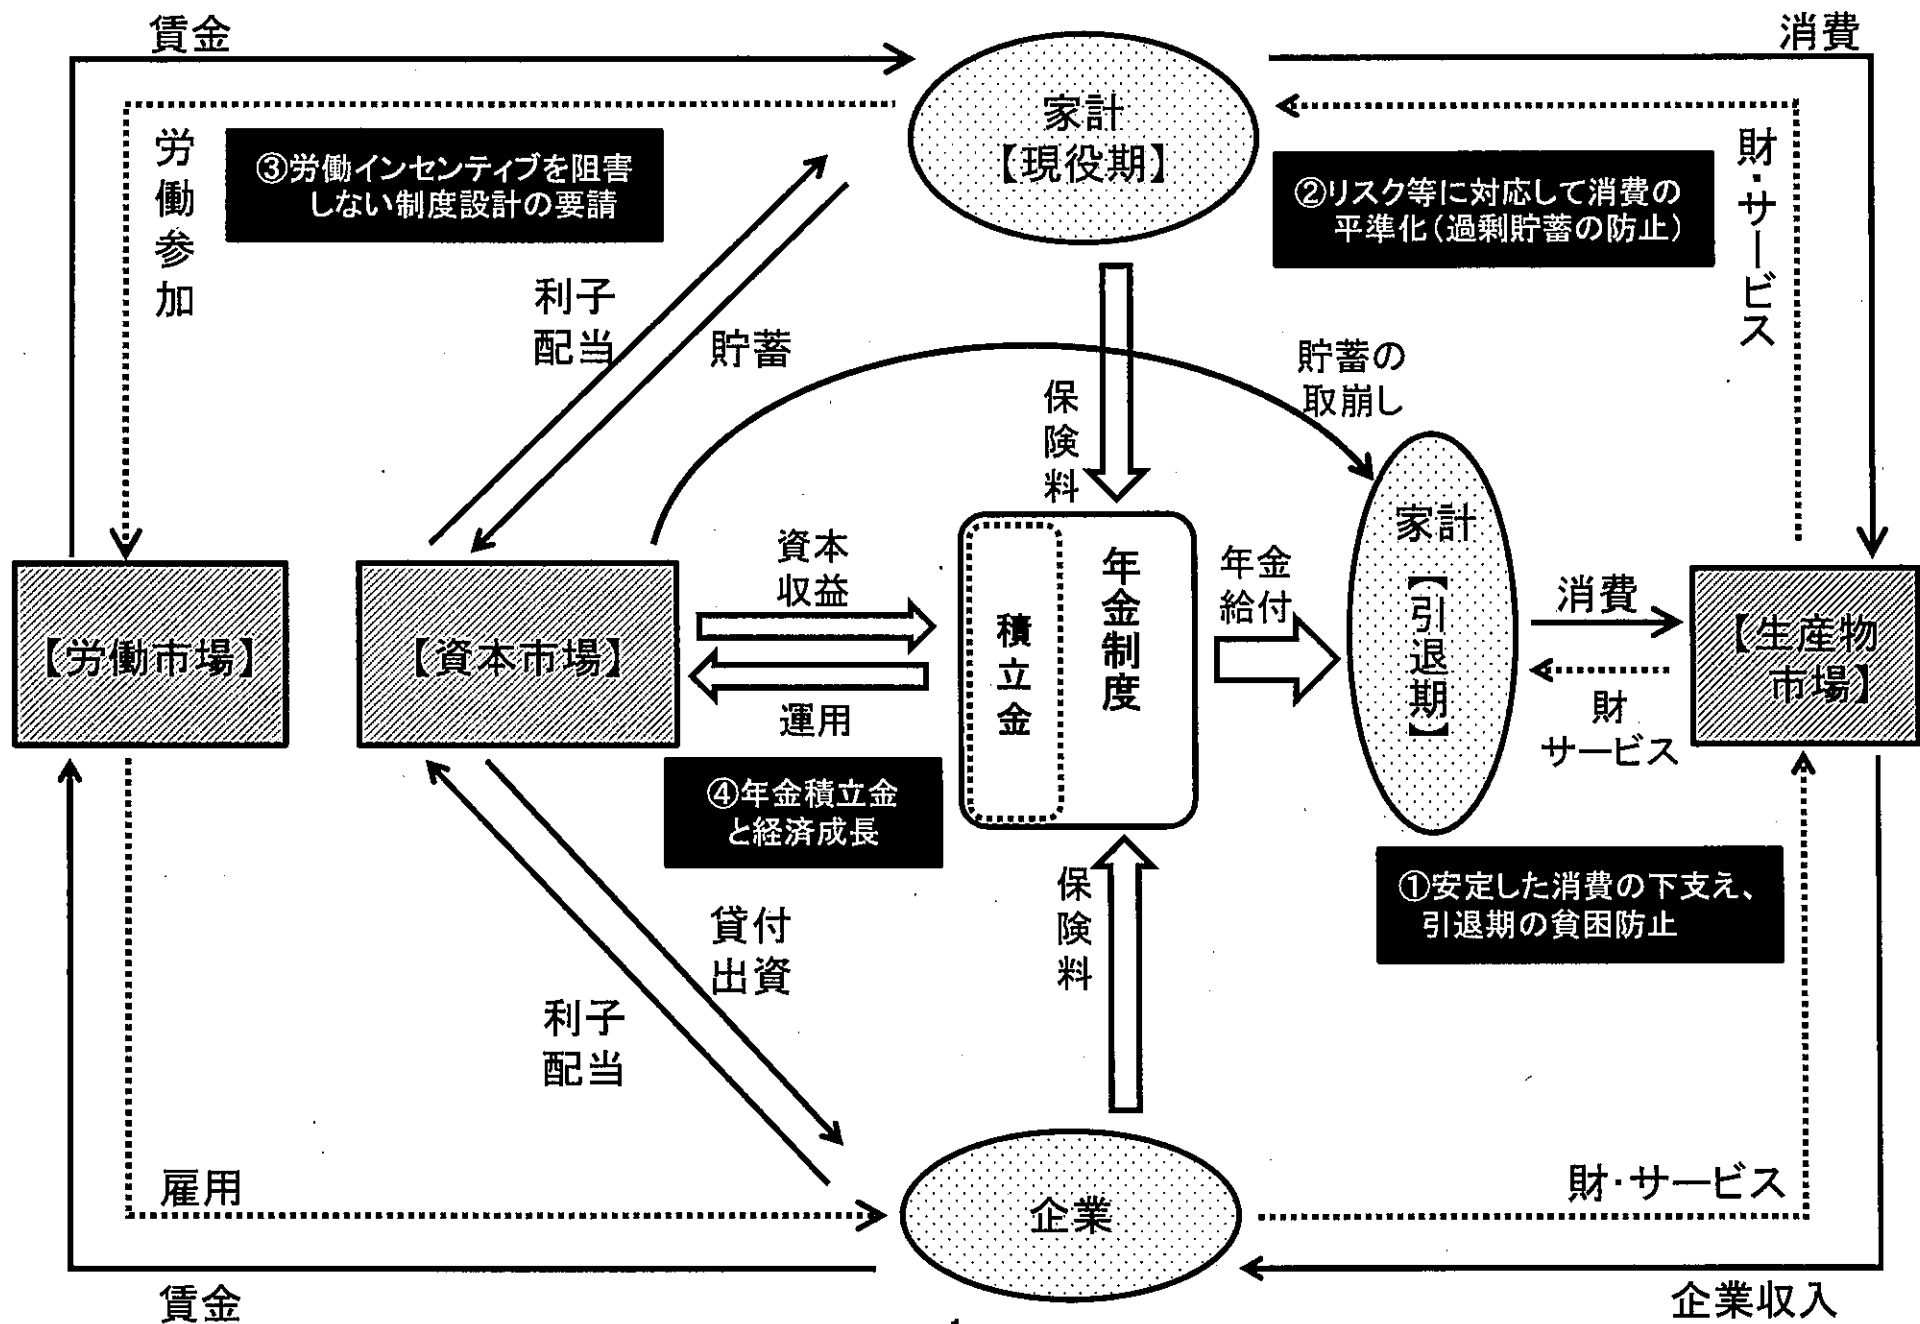 賃金
消費
家計
【現役期】
労働参加
③労働インセンティブを阻害
しない制度設計の要請
②リスク等に対応して消費の
平準化(過剰貯蓄の防止)
財・サービス
利子
配当
貯蓄
貯蓄の
取崩し
保険料
【労働市場】
【資本市場】
資本
収益
運用
積立金
年金制度
年金
給付
家計
【引退期】
消費
財
サービス
【生産物
市場】
④年金積立金
と経済成長
①安定した消費の下支え、
引退期の貧困防止
保険料
貸付
出資
利子
配当
雇用
企業
財・サービス
賃金
企業収入